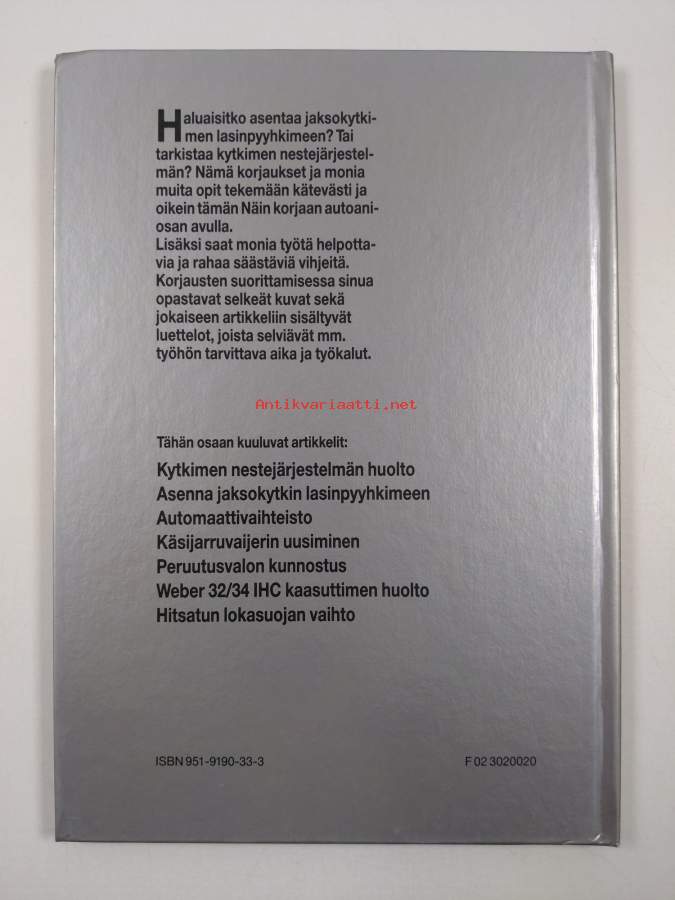 Haluaisitko asentaa jaksokytki-
men lasinpyyhkimeen? Tai
tarkistaa kytkimen nestejärjestel-
män? Nämä korjaukset ja monia
muita opit tekemään kätevästi ja
oikein tämän Näin korjaan autoani-
osan avulla.
Lisäksi saat monia työtä helpotta-
via ja rahaa säästäviä vihjeitä.
Korjausten suorittamisessa sinua
opastavat selkeät kuvat sekä
jokaiseen artikkeliin sisältyvät
luettelot, joista selviävät mm.
työhön tarvittava aika ja työkalut.
Antikvariaatti.net
Tähän osaan kuuluvat artikkelit:
Kytkimen nestejärjestelmän huolto
Asenna jaksokytkin lasinpyyhkimeen
Automaattivaihteisto
Käsijarruvaijerin uusiminen
Peruutusvalon kunnostus
Weber 32/34 IHC kaasuttimen huolto
Hitsatun lokasuojan vaihto
ISBN 951-9190-33-3 F 02 3020020